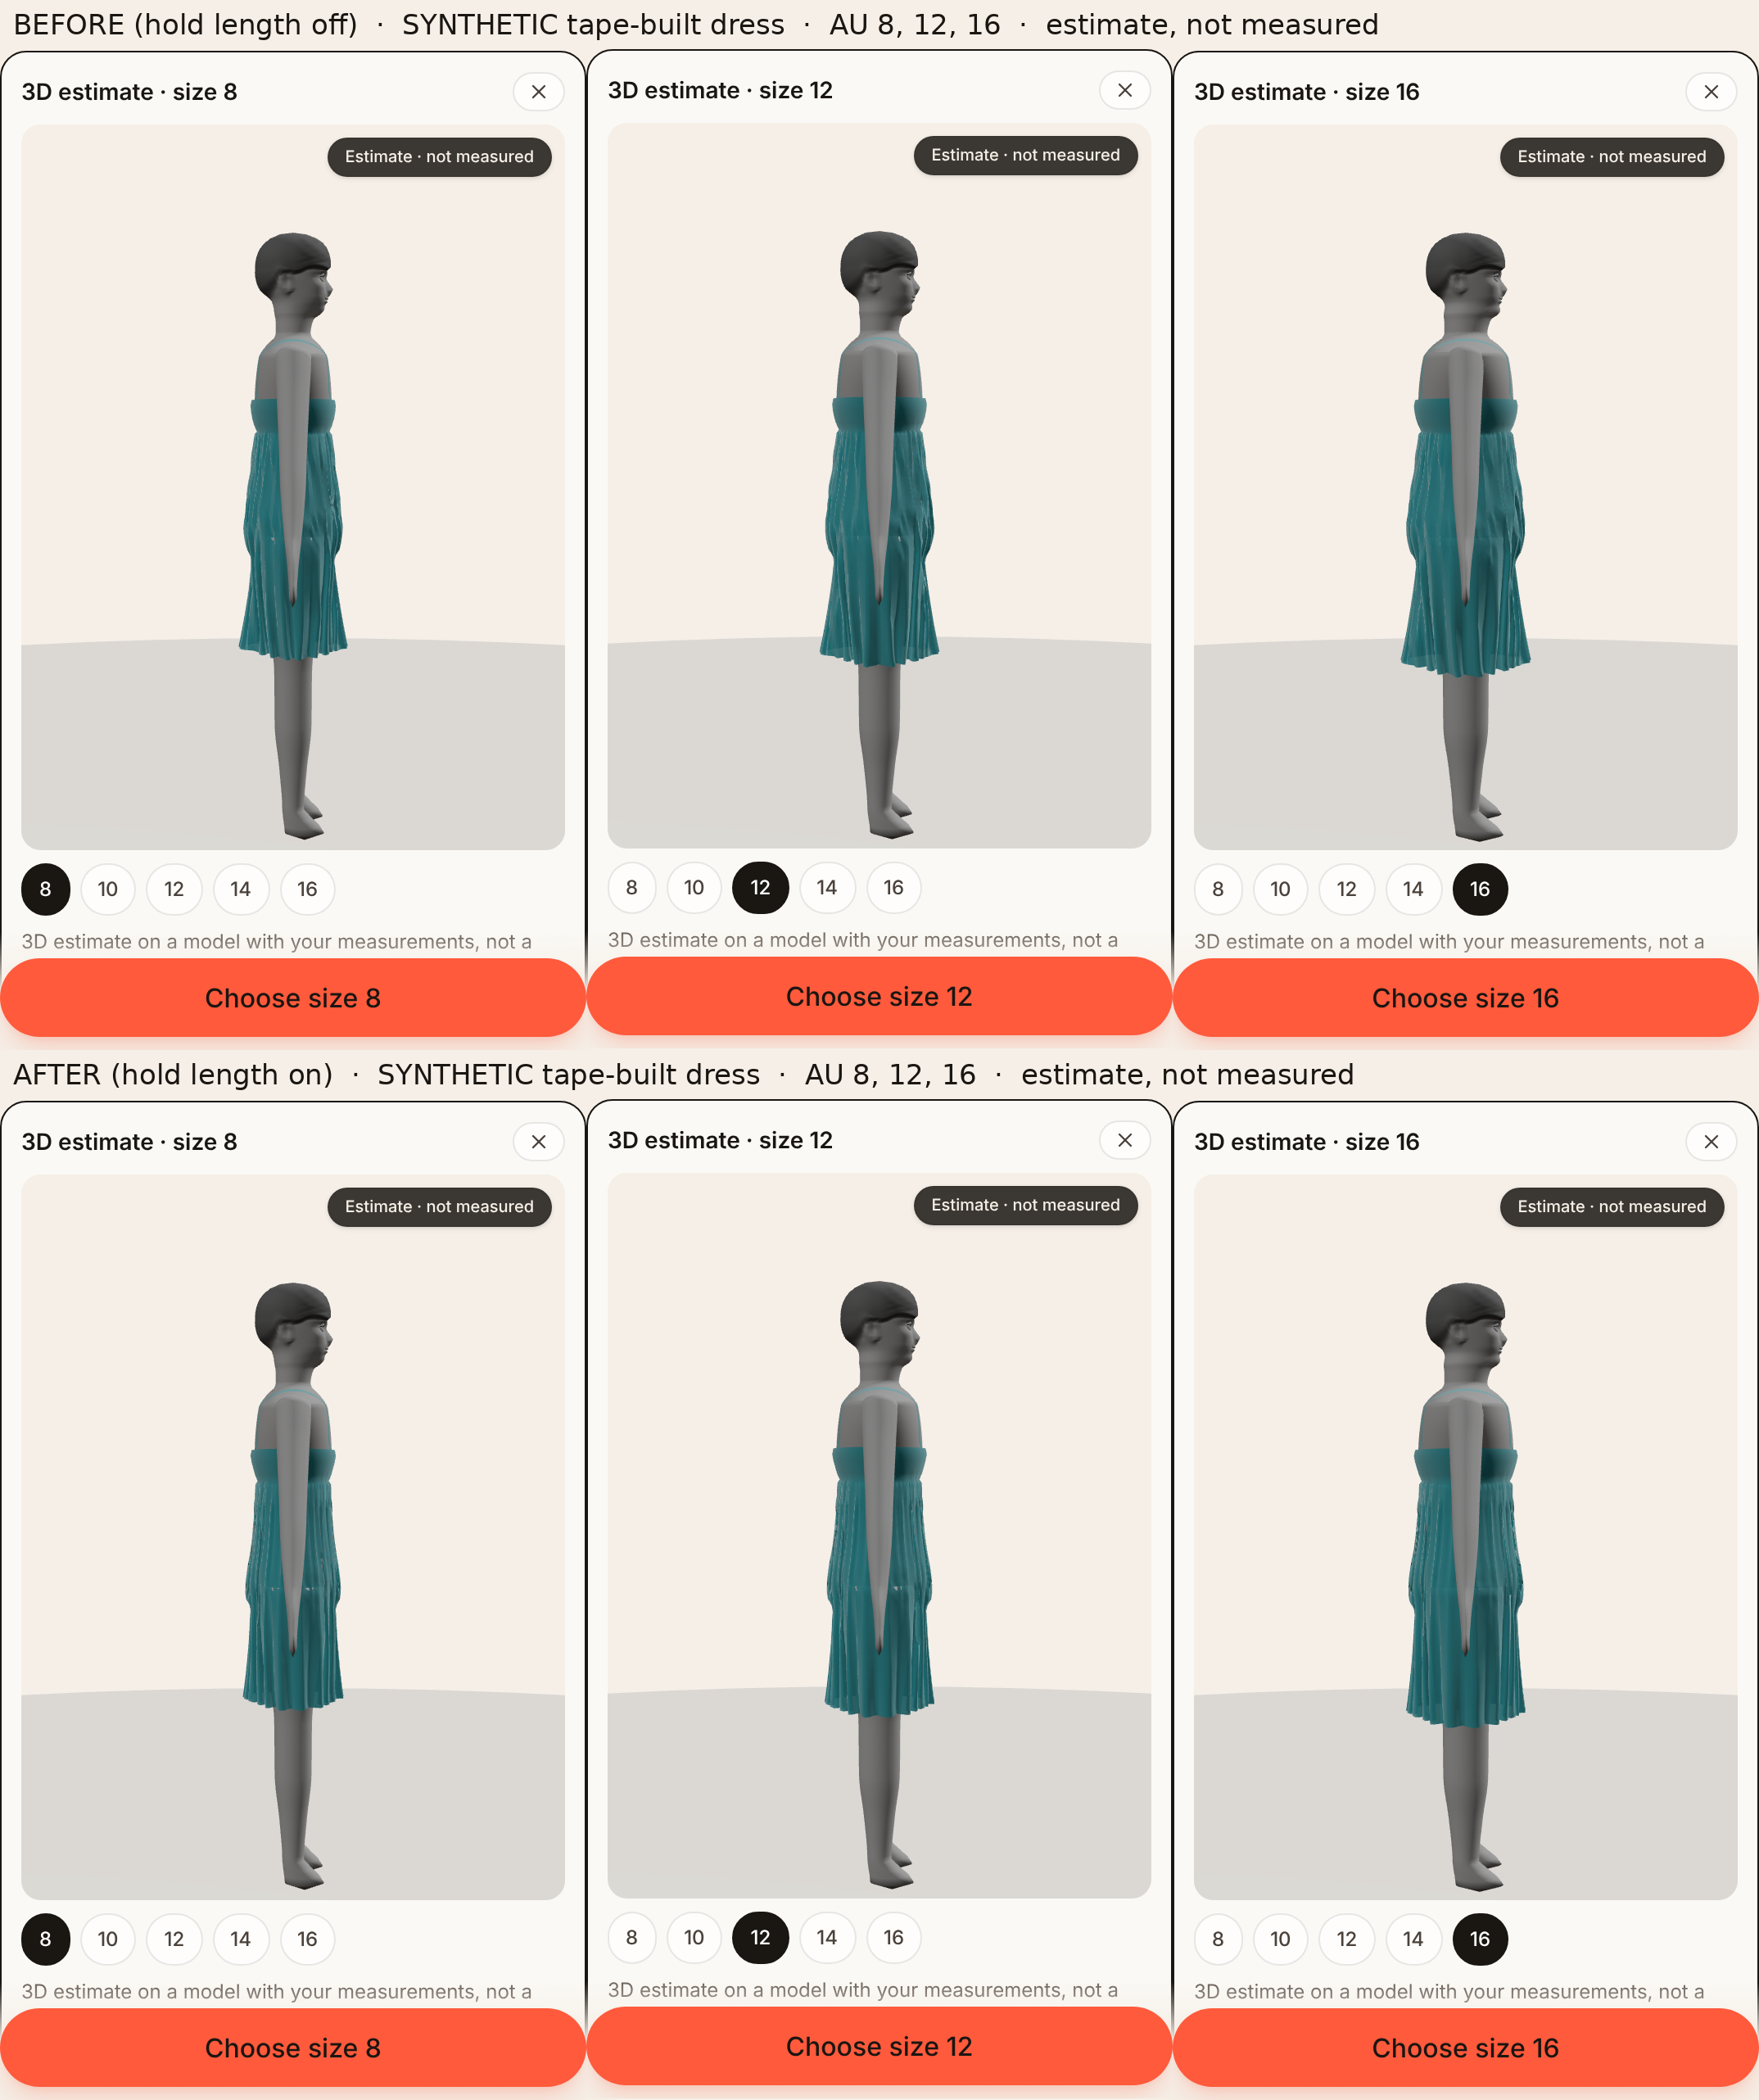 BEFORE (hold length off) · SYNTHETIC tape-built dress · AU 8, 12, 16 · estimate, not measured
3D estimate · size 8
Estimate · not measured
8 10 12 14 16
3D estimate on a model with your measurements, not a
Choose size 8
3D estimate · size 12
Estimate · not measured
8 10 12 14 16
3D estimate on a model with your measurements, not a
Choose size 12
3D estimate · size 16
Estimate · not measured
8 10 12 14 16
3D estimate on a model with your measurements, not a
Choose size 16
AFTER (hold length on) · SYNTHETIC tape-built dress · AU 8, 12, 16 · estimate, not measured
3D estimate · size 8
Estimate · not measured
8 10 12 14 16
3D estimate on a model with your measurements, not a
Choose size 8
3D estimate · size 12
Estimate · not measured
8 10 12 14 16
3D estimate on a model with your measurements, not a
Choose size 12
3D estimate · size 16
Estimate · not measured
8 10 12 14 16
3D estimate on a model with your measurements, not a
Choose size 16